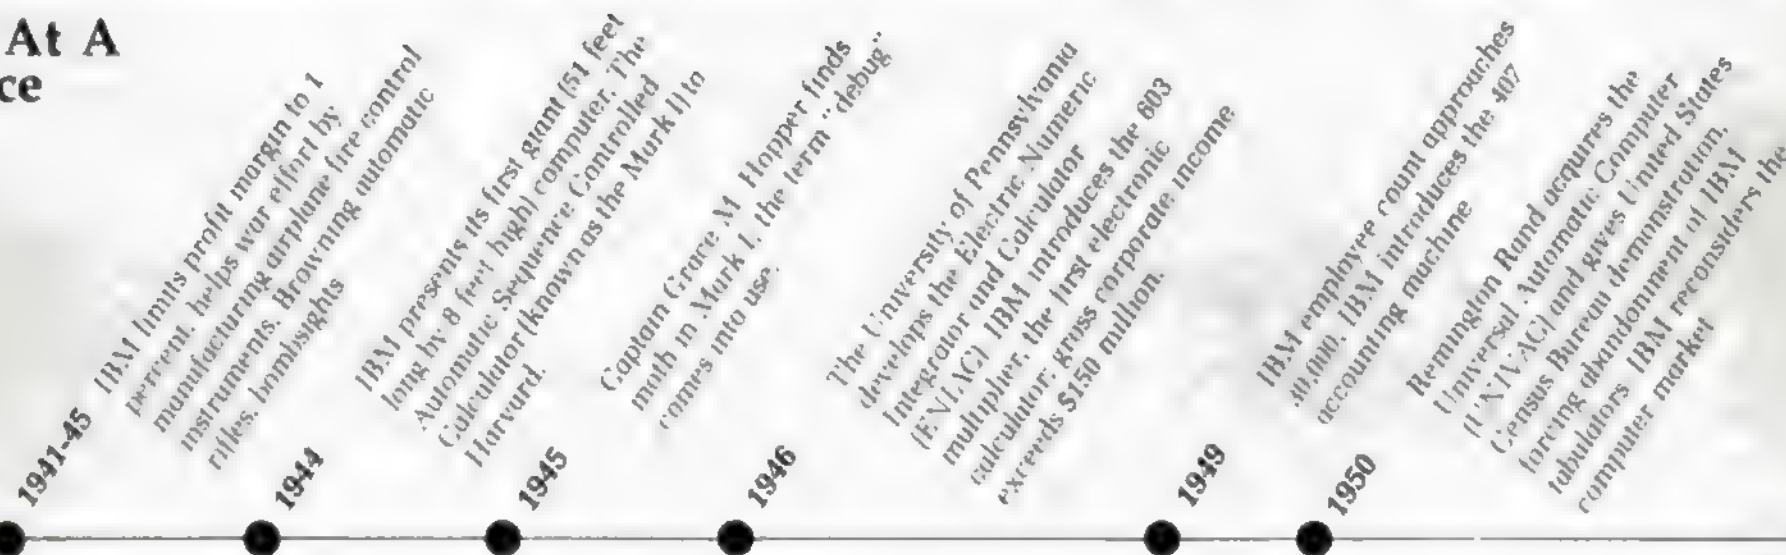 At A
ce
1941-45
IBM limits profit margin to 1
percent, helps war effort by
manufacturing airplane fire control
instruments, Browning automatic
rifles, bombsights
1944
IBM presents its first giant (51 feet
long by 8 feet high) computer. The
Automatic Sequence Controlled
Calculator (known as the Mark I) to
Harvard.
1945
Captain Grace M. Hopper finds
moth in Mark I, the term "debug"
comes into use.
1946
The University of Pennsylvania
develops the Electric Numeric
Integrator and Calculator
(ENIAC). IBM introduces the 603
multiplier, the first electronic
calculator; gross corporate income
exceeds $150 million.
1949
IBM employee count approaches
30,000. IBM introduces the 407
accounting machine
1950
Remington Rand acquires the
Universal Automatic Computer
(UNIVAC) and gives United States
Census Bureau demonstration,
forcing abandonment of IBM
tabulators. IBM reconsiders the
computer market